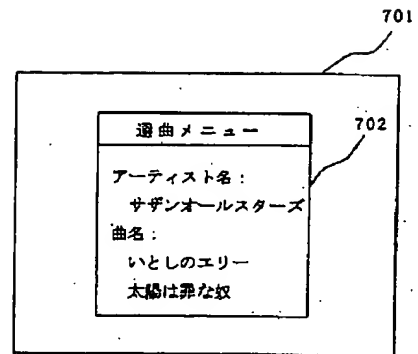 701
選曲メニュー
702
アーティスト名：
サザンオールスターズ
曲名：
いとしのエリー
太陽は罪な奴